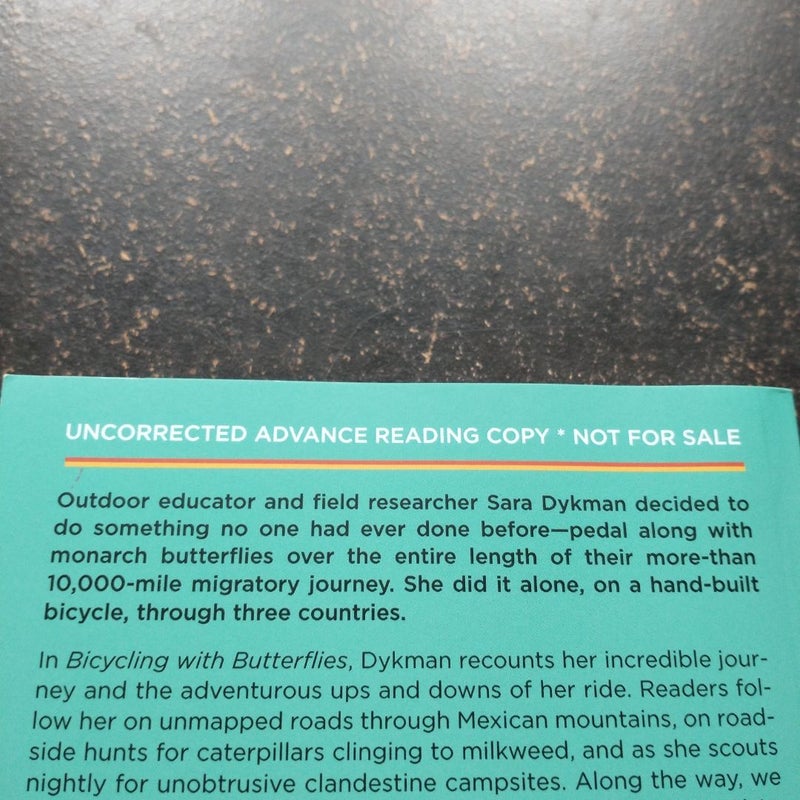 UNCORRECTED ADVANCE READING COPY * NOT FOR SALE
Outdoor educator and field researcher Sara Dykman decided to
do something no one had ever done before—pedal along with
monarch butterflies over the entire length of their more-than
10,000-mile migratory journey. She did it alone, on a hand-built
bicycle, through three countries.
In Bicycling with Butterflies, Dykman recounts her incredible jour-
ney and the adventurous ups and downs of her ride. Readers fol-
low her on unmapped roads through Mexican mountains, on road-
side hunts for caterpillars clinging to milkweed, and as she scouts
nightly for unobtrusive clandestine campsites. Along the way, we